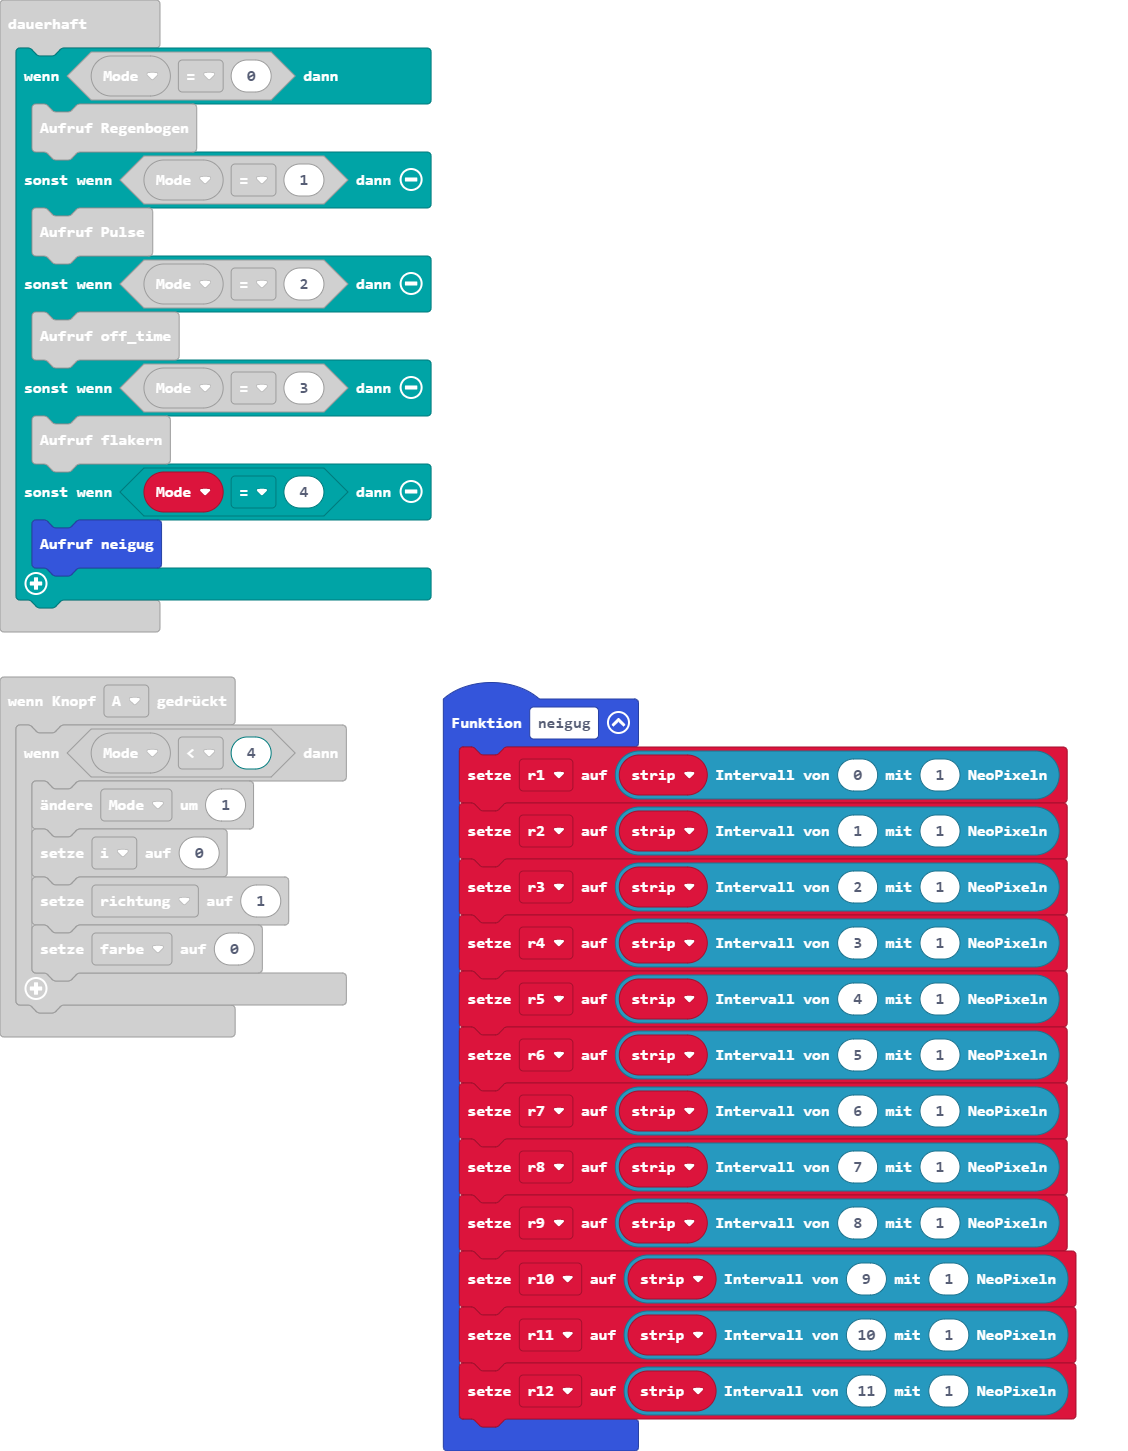 dauerhaft
wenn Mode = 0 dann
Aufruf Regenbogen
sonst wenn Mode = 1 dann
Aufruf Pulse
sonst wenn Mode = 2 dann
Aufruf off_time
sonst wenn Mode = 3 dann
Aufruf flakern
sonst wenn Mode = 4 dann
Aufruf neigug
wenn Knopf A gedrückt
wenn Mode < 4 dann
ändere Mode um 1
setze i auf 0
setze richtung auf 1
setze farbe auf 0
Funktion neigug
setze r1 auf strip Intervall von 0 mit 1 NeoPixeln
setze r2 auf strip Intervall von 1 mit 1 NeoPixeln
setze r3 auf strip Intervall von 2 mit 1 NeoPixeln
setze r4 auf strip Intervall von 3 mit 1 NeoPixeln
setze r5 auf strip Intervall von 4 mit 1 NeoPixeln
setze r6 auf strip Intervall von 5 mit 1 NeoPixeln
setze r7 auf strip Intervall von 6 mit 1 NeoPixeln
setze r8 auf strip Intervall von 7 mit 1 NeoPixeln
setze r9 auf strip Intervall von 8 mit 1 NeoPixeln
setze r10 auf strip Intervall von 9 mit 1 NeoPixeln
setze r11 auf strip Intervall von 10 mit 1 NeoPixeln
setze r12 auf strip Intervall von 11 mit 1 NeoPixeln